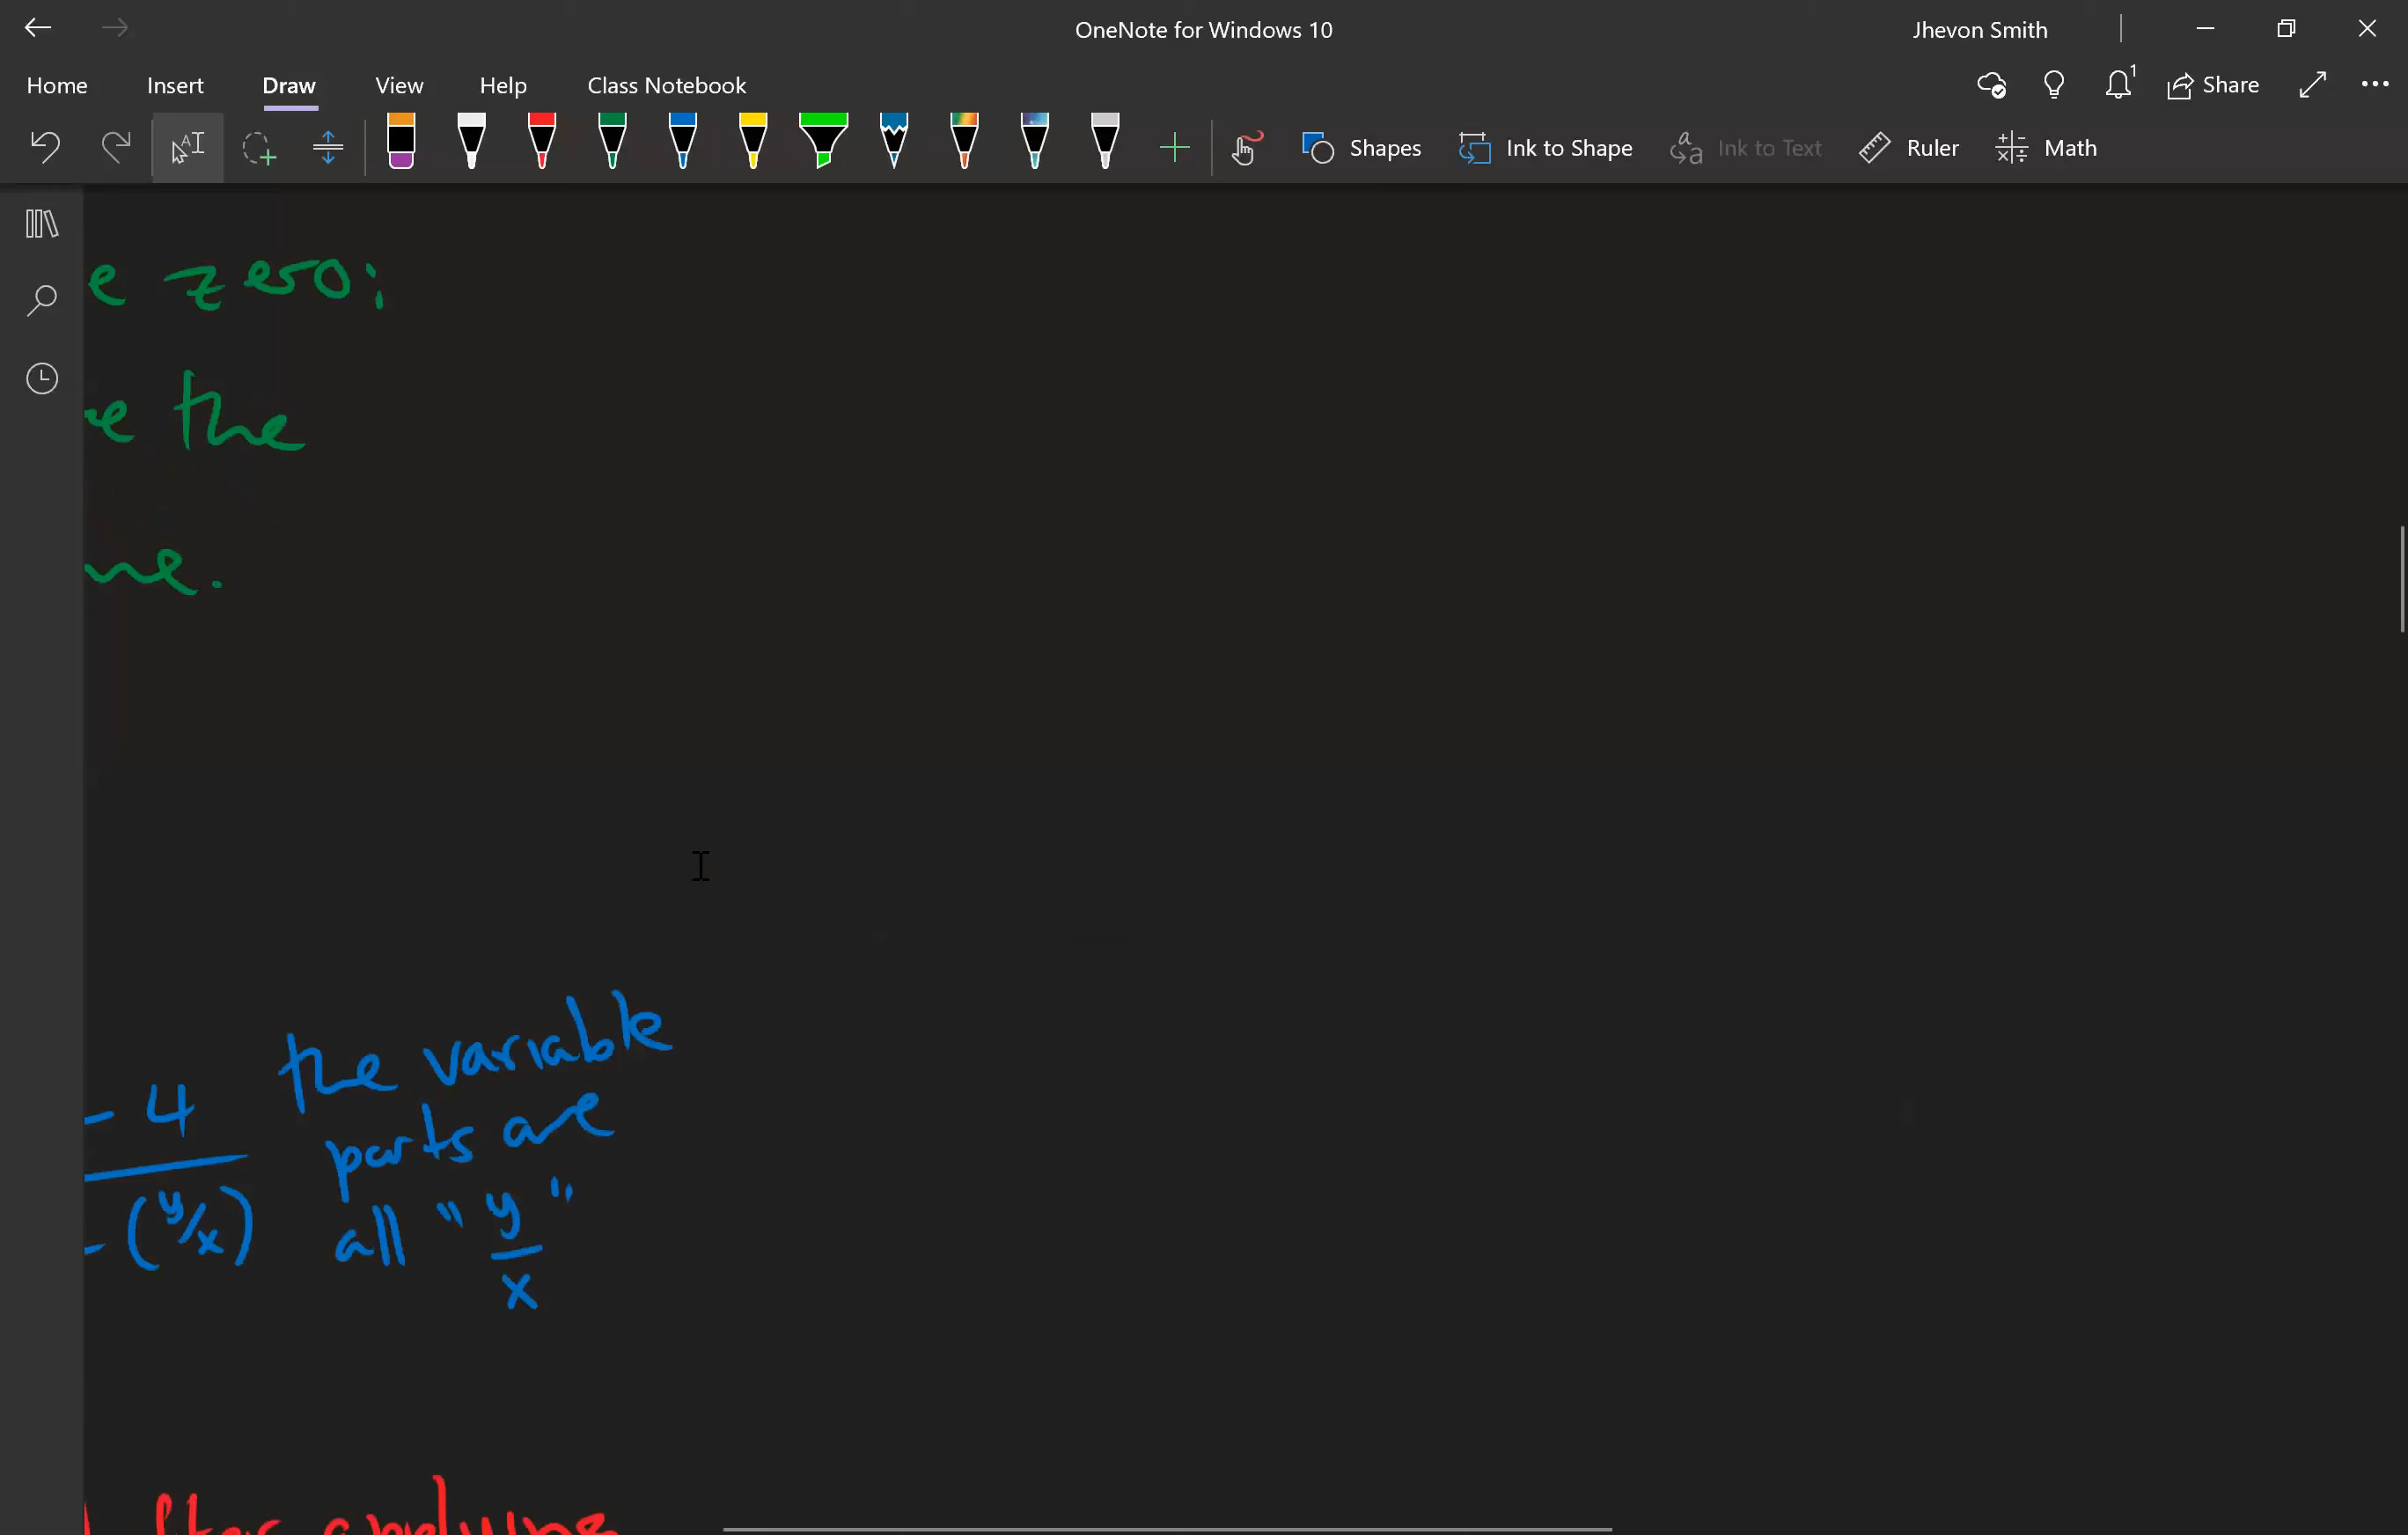 OneNote for Windows 10
Jhevon Smith
Home Insert Draw View Help Class Notebook
1 Share
Shapes Ink to Shape Ink to Text Ruler Math
e zero:
the
the variable
- 4 parts are
- (y/x) all "y"
x